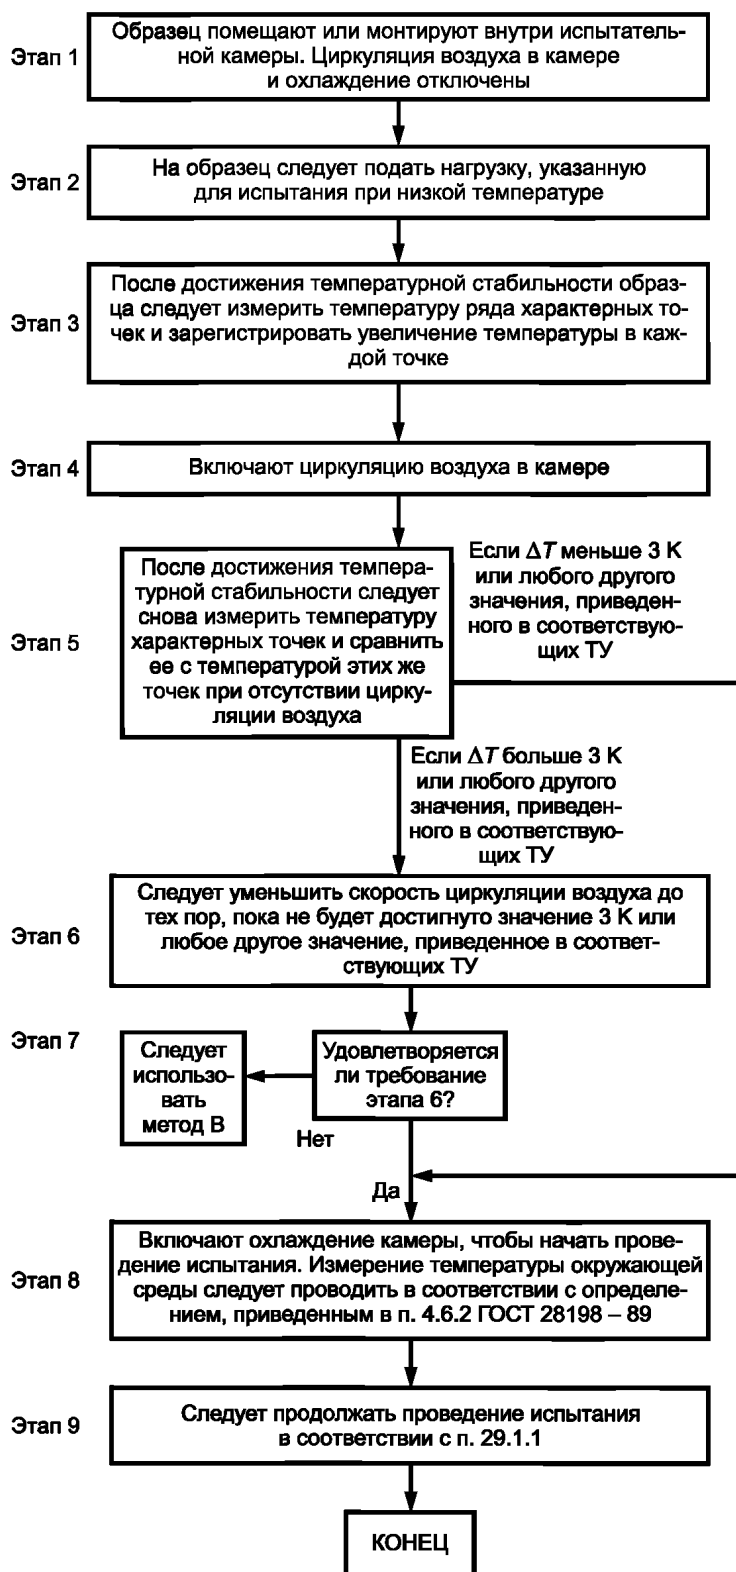 Этап 1
Образец помещают или монтируют внутри испытатель-
ной камеры. Циркуляция воздуха в камере
и охлаждение отключены
Этап 2
На образец следует подать нагрузку, указанную
для испытания при низкой температуре
Этап 3
После достижения температурной стабильности образ-
ца следует измерить температуру ряда характерных то-
чек и зарегистрировать увеличение температуры в каж-
дой точке
Этап 4
Включают циркуляцию воздуха в камере
Этап 5
После достижения темпера-
турной стабильности следует
снова измерить температуру
характерных точек и сравнить
ее с температурой этих же
точек при отсутствии цирку-
ляции воздуха
Если ΔT меньше 3 К
или любого другого
значения, приведен-
ного в соответствую-
щих ТУ
Если ΔT больше 3 К
или любого другого
значения, приведен-
ного в соответствую-
щих ТУ
Этап 6
Следует уменьшить скорость циркуляции воздуха до
тех пор, пока не будет достигнуто значение 3 К или
любое другое значение, приведенное в соответ-
ствующих ТУ
Этап 7
Следует
использо-
вать
метод В
Удовлетворяется
ли требование
этапа 6?
Нет
Да
Этап 8
Включают охлаждение камеры, чтобы начать прове-
дение испытания. Измерение температуры окружающей
среды следует проводить в соответствии с определе-
нием, приведенным в п. 4.6.2 ГОСТ 28198 – 89
Этап 9
Следует продолжать проведение испытания
в соответствии с п. 29.1.1
КОНЕЦ